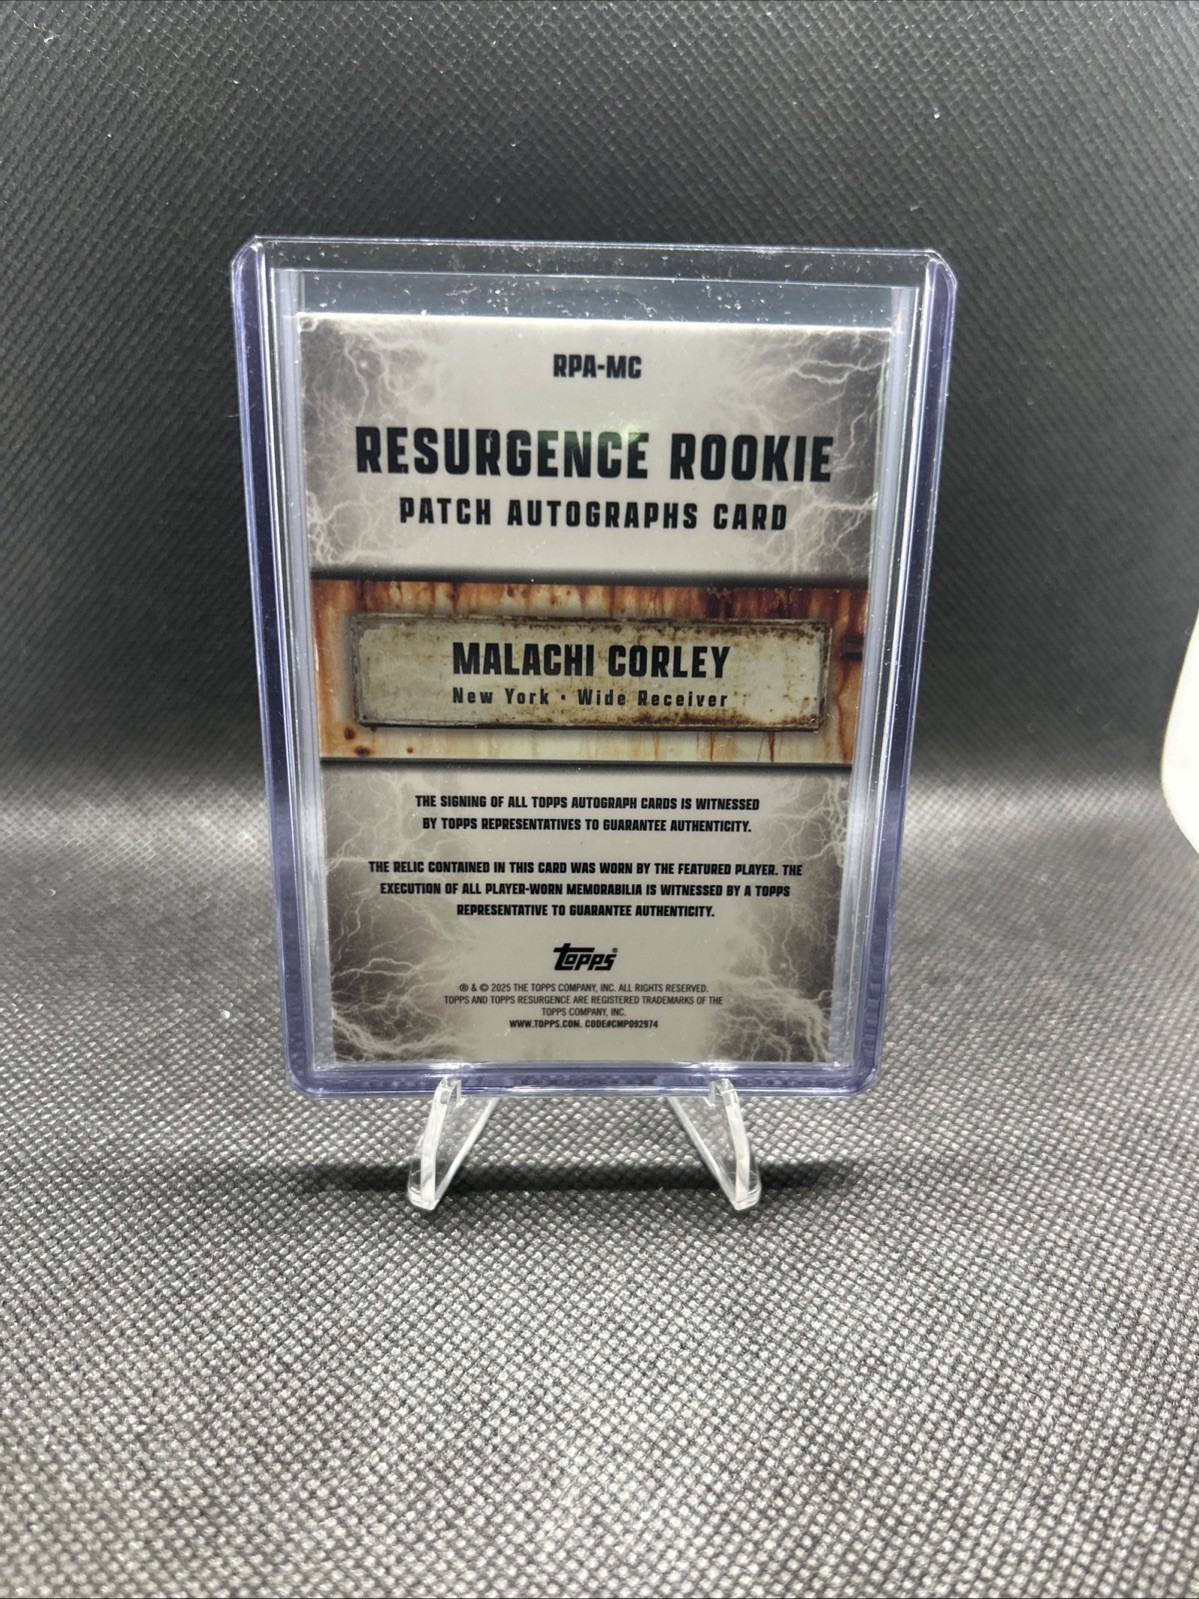 RPA-MC
RESURGENCE ROOKIE
PATCH AUTOGRAPHS CARD
MALACHI CORLEY
New York • Wide Receiver
THE SIGNING OF ALL TOPPS AUTOGRAPH CARDS IS WITNESSED
BY TOPPS REPRESENTATIVES TO GUARANTEE AUTHENTICITY.
THE RELIC CONTAINED IN THIS CARD WAS WORN BY THE FEATURED PLAYER. THE
EXECUTION OF ALL PLAYER-WORN MEMORABILIA IS WITNESSED BY A TOPPS
REPRESENTATIVE TO GUARANTEE AUTHENTICITY.
Topps®
® & © 2025 THE TOPPS COMPANY, INC. ALL RIGHTS RESERVED.
TOPPS AND TOPPS RESURGENCE ARE REGISTERED TRADEMARKS OF THE
TOPPS COMPANY, INC.
WWW.TOPPS.COM. CODE#CMP092974